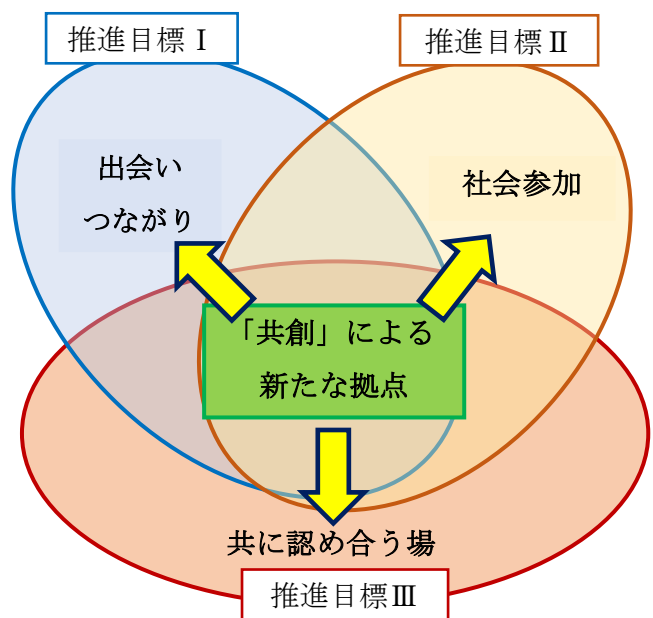 推進目標Ⅰ
推進目標Ⅱ
出会い
つながり
社会参加
「共創」による
新たな拠点
共に認め合う場
推進目標Ⅲ